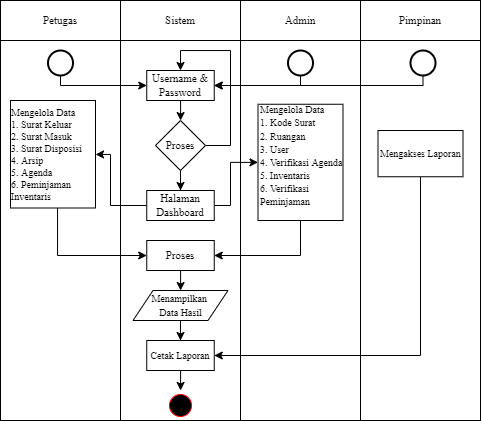 Petugas
Sistem
Admin
Pimpinan
Username &
Password
Mengelola Data
1. Surat Keluar
2. Surat Masuk
3. Surat Disposisi
4. Arsip
5. Agenda
6. Peminjaman
Inventaris
Proses
Mengelola Data
1. Kode Surat
2. Ruangan
3. User
4. Verifikasi Agenda
5. Inventaris
6. Verifikasi
Peminjaman
Mengakses Laporan
Halaman
Dashboard
Proses
Menampilkan
Data Hasil
Cetak Laporan